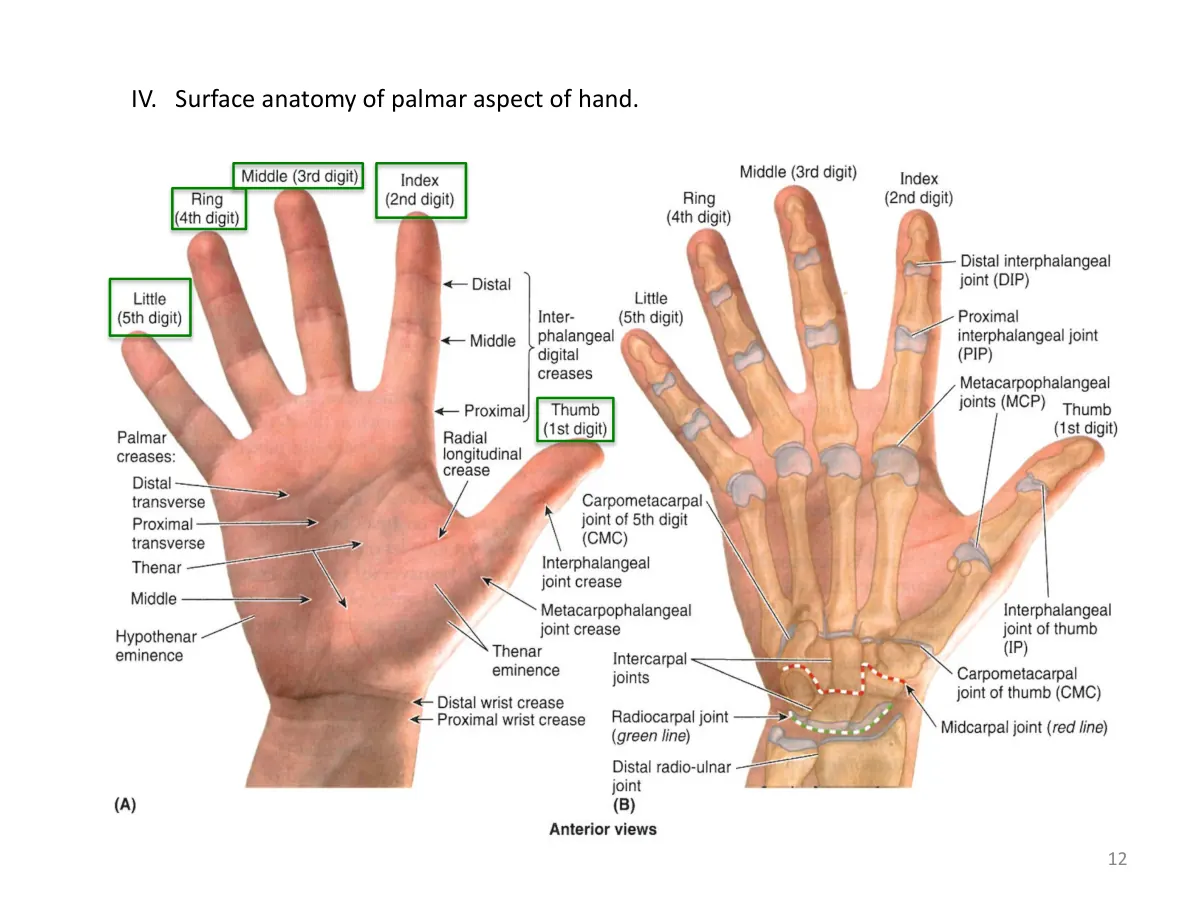 IV. Surface anatomy of palmar aspect of hand.
Middle (3rd digit)
Index
(2nd digit)
Ring
(4th digit)
Little
(5th digit)
Distal
Middle
Proximal
Inter-
phalangeal
digital
creases
Thumb
(1st digit)
Palmar
creases:
Radial
longitudinal
crease
Distal
transverse
Proximal
transverse
Thenar
Middle
Hypothenar
eminence
Interphalangeal
joint crease
Metacarpophalangeal
joint crease
Thenar
eminence
Distal wrist crease
Proximal wrist crease
(A)
Middle (3rd digit)
Index
(2nd digit)
Ring
(4th digit)
Little
(5th digit)
Distal interphalangeal
joint (DIP)
Proximal
interphalangeal joint
(PIP)
Metacarpophalangeal
joints (MCP)
Thumb
(1st digit)
Carpometacarpal
joint of 5th digit
(CMC)
Interphalangeal
joint of thumb
(IP)
Intercarpal
joints
Carpometacarpal
joint of thumb (CMC)
Radiocarpal joint
(green line)
Midcarpal joint (red line)
Distal radio-ulnar
joint
(B)
Anterior views
12